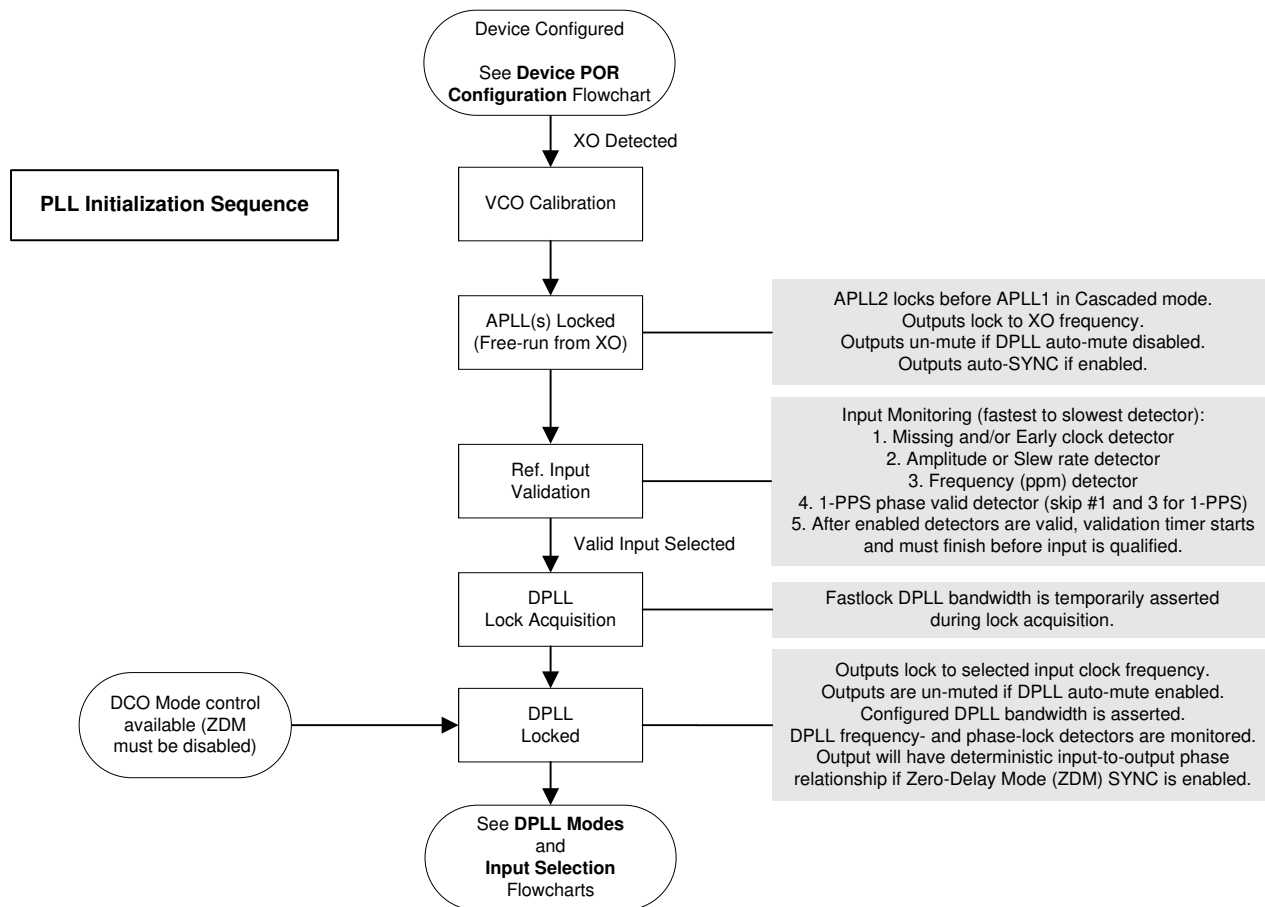 Device Configured
See Device POR
Configuration Flowchart
XO Detected
PLL Initialization Sequence
VCO Calibration
APLL(s) Locked
(Free-run from XO)
APLL2 locks before APLL1 in Cascaded mode.
Outputs lock to XO frequency.
Outputs un-mute if DPLL auto-mute disabled.
Outputs auto-SYNC if enabled.
Ref. Input
Validation
Input Monitoring (fastest to slowest detector):
1. Missing and/or Early clock detector
2. Amplitude or Slew rate detector
3. Frequency (ppm) detector
4. 1-PPS phase valid detector (skip #1 and 3 for 1-PPS)
5. After enabled detectors are valid, validation timer starts
and must finish before input is qualified.
Valid Input Selected
DPLL
Lock Acquisition
Fastlock DPLL bandwidth is temporarily asserted
during lock acquisition.
DCO Mode control
available (ZDM
must be disabled)
DPLL
Locked
Outputs lock to selected input clock frequency.
Outputs are un-muted if DPLL auto-mute enabled.
Configured DPLL bandwidth is asserted.
DPLL frequency- and phase-lock detectors are monitored.
Output will have deterministic input-to-output phase
relationship if Zero-Delay Mode (ZDM) SYNC is enabled.
See DPLL Modes
and
Input Selection
Flowcharts